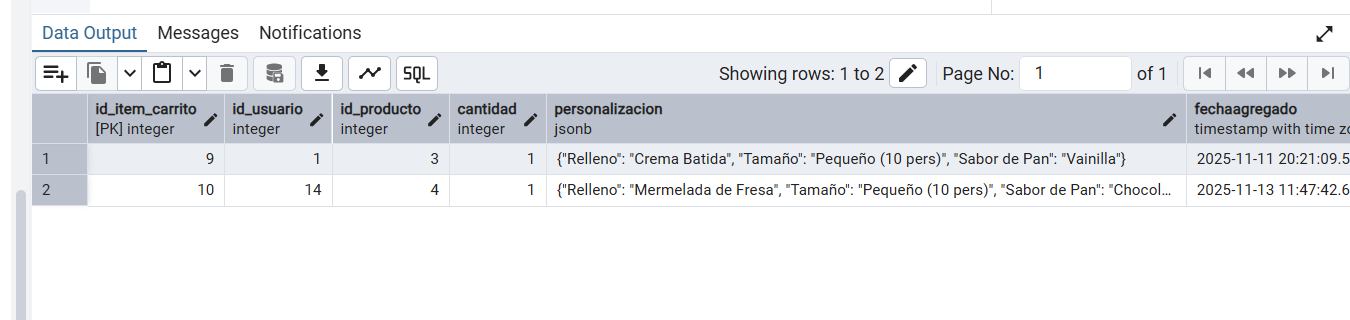 Data Output Messages Notifications
SQL Showing rows: 1 to 2 Page No: 1 of 1
id_item_carrito id_usuario id_producto cantidad personalizacion fechaagregado
[PK] integer integer integer integer jsonb timestamp with time zo
1 9 1 3 1 {"Relleno": "Crema Batida", "Tamaño": "Pequeño (10 pers)", "Sabor de Pan": "Vainilla"} 2025-11-11 20:21:09.5
2 10 14 4 1 {"Relleno": "Mermelada de Fresa", "Tamaño": "Pequeño (10 pers)", "Sabor de Pan": "Chocol... 2025-11-13 11:47:42.6